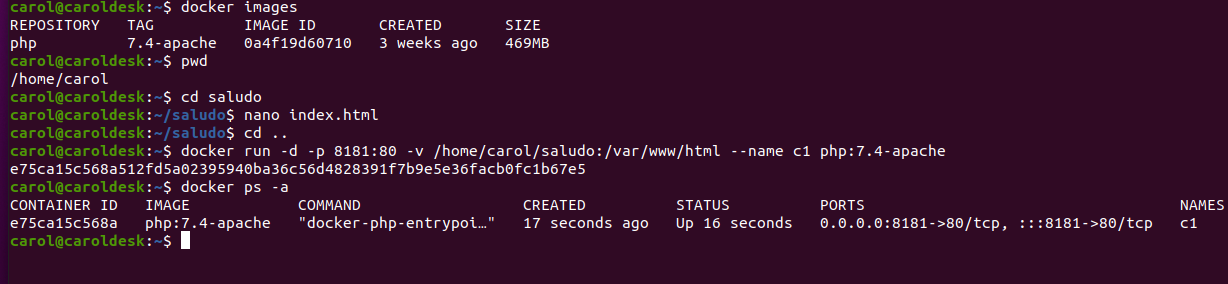 carol@caroldesk:~$ docker images
REPOSITORY   TAG          IMAGE ID       CREATED       SIZE
php          7.4-apache   0a4f19d60710   3 weeks ago   469MB
carol@caroldesk:~$ pwd
/home/carol
carol@caroldesk:~$ cd saludo
carol@caroldesk:~/saludo$ nano index.html
carol@caroldesk:~/saludo$ cd ..
carol@caroldesk:~$ docker run -d -p 8181:80 -v /home/carol/saludo:/var/www/html --name c1 php:7.4-apache
e75ca15c568a512fd5a02395940ba36c56d4828391f7b9e5e36facb0fc1b67e5
carol@caroldesk:~$ docker ps -a
CONTAINER ID   IMAGE            COMMAND                  CREATED          STATUS          PORTS                                   NAMES
e75ca15c568a   php:7.4-apache   "docker-php-entrypoi…"   17 seconds ago   Up 16 seconds   0.0.0.0:8181->80/tcp, :::8181->80/tcp   c1
carol@caroldesk:~$